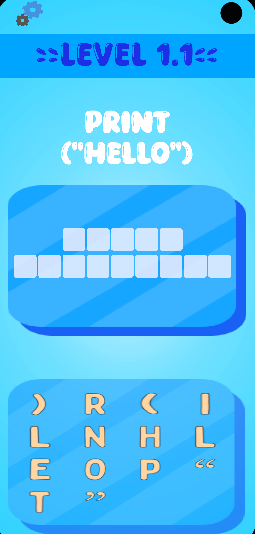 LEVEL 1.1
PRINT
("HELLO")
) R ( I
L N H L
E O P “
T ”